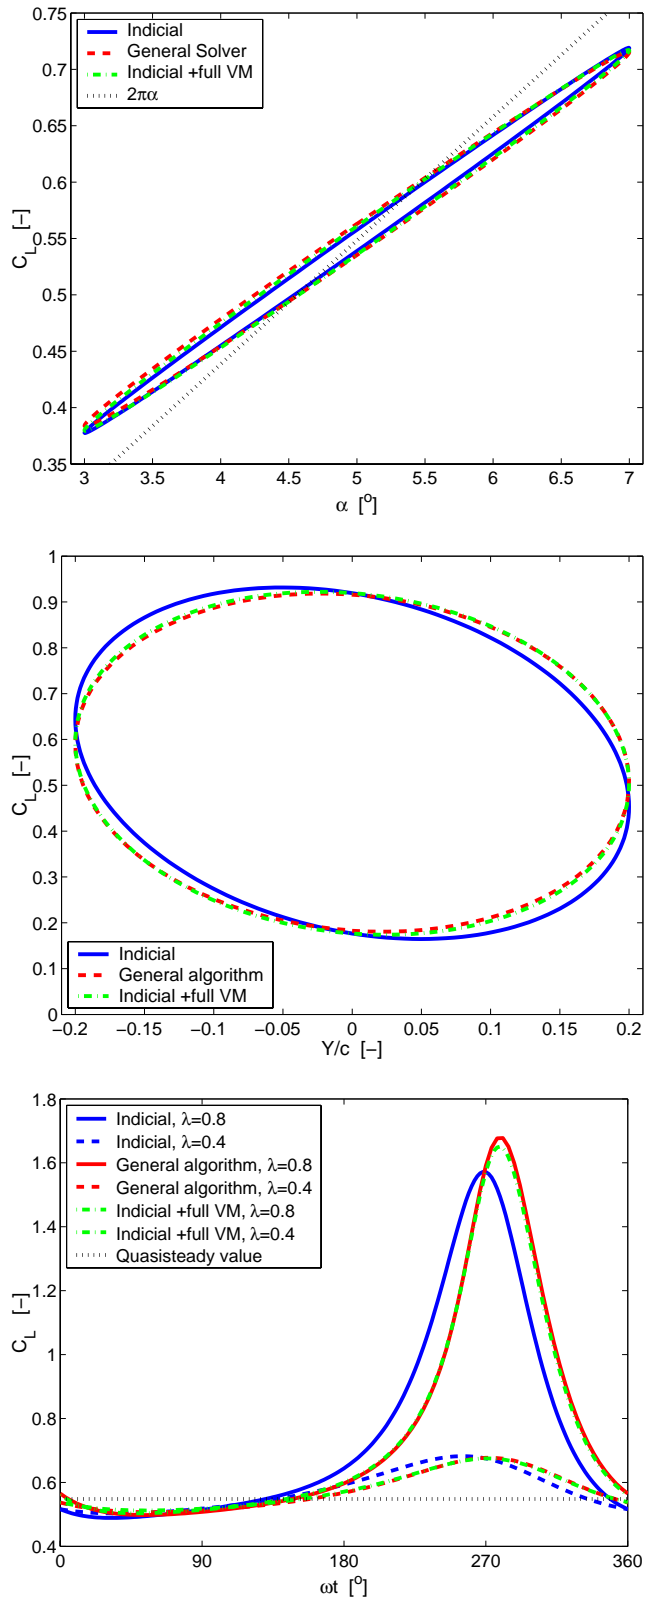 0.75
0.7
0.65
0.6
0.55
0.5
0.45
0.4
0.35
C_L [−]
Indicial
General Solver
Indicial +full VM
2πα
3 3.5 4 4.5 5 5.5 6 6.5 7
α [°]
1
0.9
0.8
0.7
0.6
0.5
0.4
0.3
0.2
0.1
0
C_L [−]
Indicial
General algorithm
Indicial +full VM
−0.2 −0.15 −0.1 −0.05 0 0.05 0.1 0.15 0.2
Y/c [−]
1.8
1.6
1.4
1.2
1
0.8
0.6
0.4
C_L [−]
Indicial, λ=0.8
Indicial, λ=0.4
General algorithm, λ=0.8
General algorithm, λ=0.4
Indicial +full VM, λ=0.8
Indicial +full VM, λ=0.4
Quasisteady value
0 90 180 270 360
ωt [°]